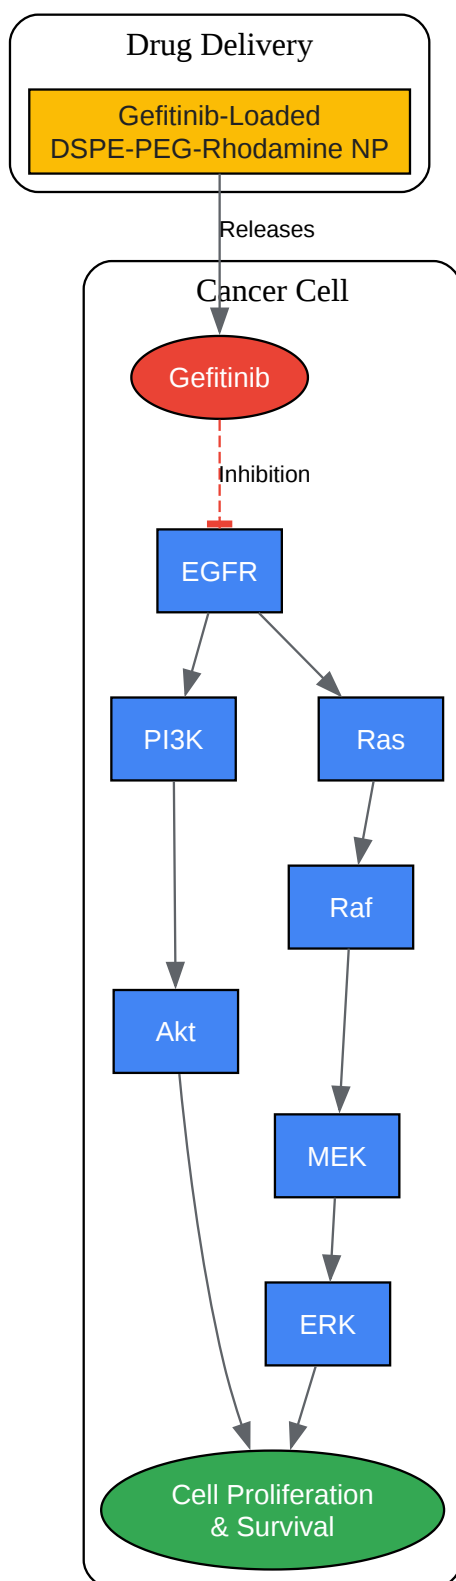 Drug Delivery
Gefitinib-Loaded
DSPE-PEG-Rhodamine NP
Releases
Cancer Cell
Gefitinib
Inhibition
EGFR
PI3K
Ras
Raf
Akt
MEK
ERK
Cell Proliferation
& Survival